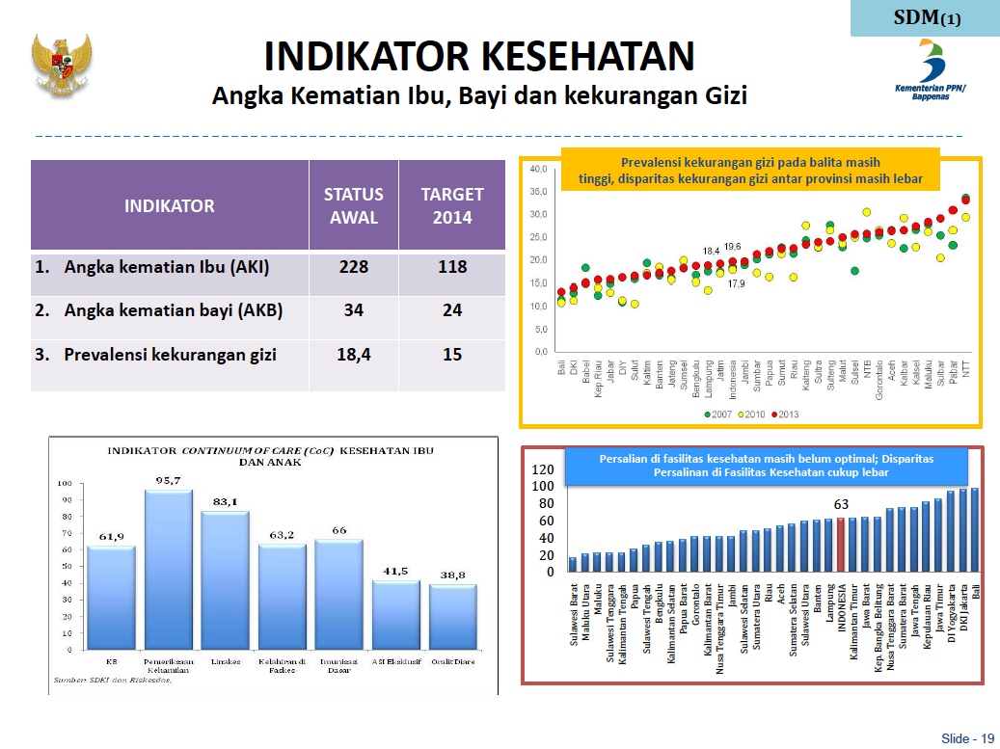 SDM(1)
INDIKATOR KESEHATAN
Angka Kematian Ibu, Bayi dan kekurangan Gizi
Kementerian PPN/
Bappenas
INDIKATOR
STATUS
AWAL
TARGET
2014
1. Angka kematian Ibu (AKI) 228 118
2. Angka kematian bayi (AKB) 34 24
3. Prevalensi kekurangan gizi 18,4 15
Prevalensi kekurangan gizi pada balita masih
tinggi, disparitas kekurangan gizi antar provinsi masih lebar
40,0
35,0
30,0
25,0
20,0
15,0
10,0
5,0
0,0
18,4
19,6
17,9
Bali
DKI
Babel
Kep.Riau
Jabar
DIY
Sulut
Kaltim
Banten
Jateng
Sumsel
Bengkulu
Lampung
Jatim
Indonesia
Jambi
Sumbar
Papua
Sumut
Riau
Kalteng
Sultra
Sulteng
Malut
Sulsel
NTB
Gorontalo
Aceh
Kalbar
Kalsel
Maluku
Sulbar
Pabar
NTT
2007 2010 2013
INDIKATOR CONTINUUM OF CARE (CoC) KESEHATAN IBU
DAN ANAK
100
90
80
70
60
50
40
30
20
10
0
61,9
95,7
83,1
63,2
66
41,5
38,8
KB
Pemeriksaan
Kehamilan
Linakes
Kelahiran di
Faskes
Imunisasi
Dasar
ASI Eksklusif
Oralit Diare
Sumber: SDKI dan Riskesdas,
Persalian di fasilitas kesehatan masih belum optimal; Disparitas
Persalinan di Fasilitas Kesehatan cukup lebar
120
100
80
60
40
20
0
63
Sulawesi Barat
Maluku Utara
Maluku
Sulawesi Tenggara
Kalimantan Tengah
Papua
Sulawesi Tengah
Bengkulu
Kalimantan Selatan
Papua Barat
Gorontalo
Kalimantan Barat
Nusa Tenggara Timur
Jambi
Sulawesi Selatan
Sumatera Utara
Riau
Aceh
Sumatera Selatan
Sulawesi Utara
Banten
Lampung
INDONESIA
Kalimantan Timur
Jawa Barat
Kep. Bangka Belitung
Nusa Tenggara Barat
Sumatera Barat
Jawa Tengah
Kepulauan Riau
Jawa Timur
DI Yogyakarta
DKI Jakarta
Bali
Slide - 19